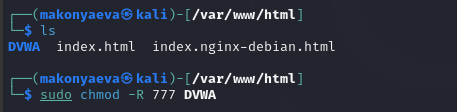 ┌──(makonyaeva㉿kali)-[/var/www/html]
└─$ ls
DVWA  index.html  index.nginx-debian.html
┌──(makonyaeva㉿kali)-[/var/www/html]
└─$ sudo chmod -R 777 DVWA